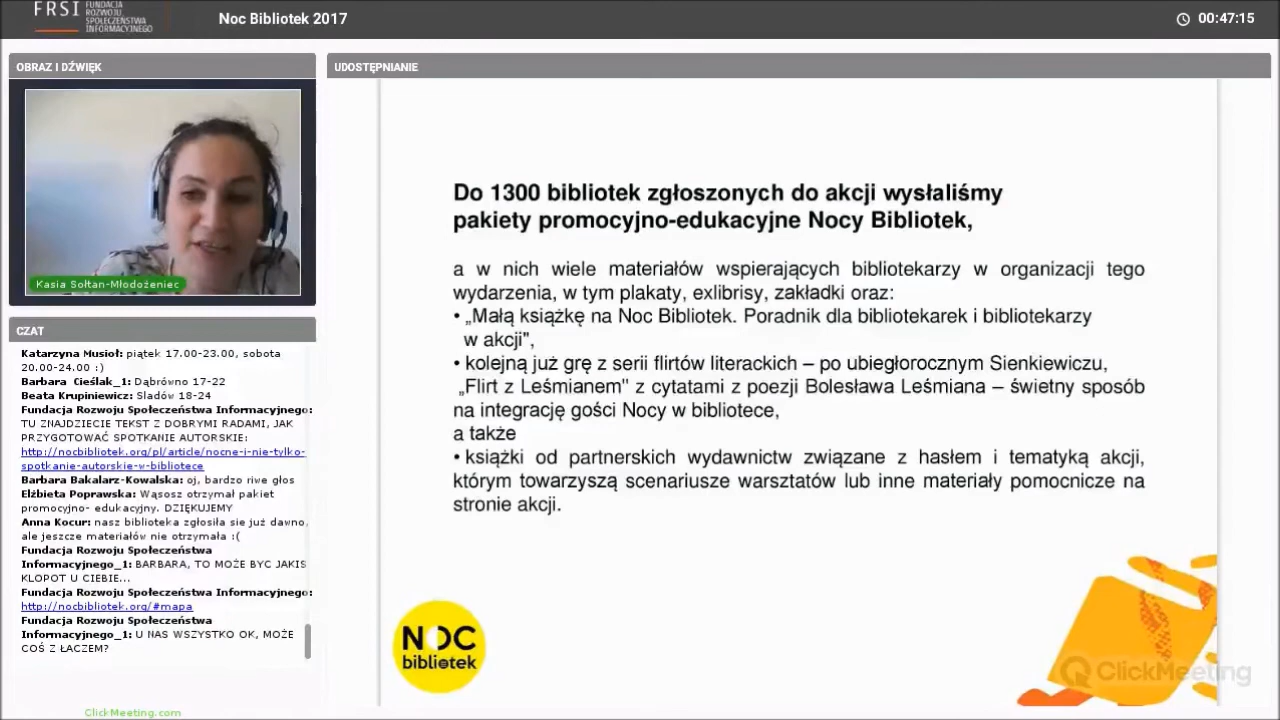 FRSI
FUNDACJA
ROZWOJU
SPOŁECZEŃSTWA
INFORMACYJNEGO
Noc Bibliotek 2017
00:47:15
OBRAZ I DŹWIĘK
Kasia Sołtan-Młodożeniec
CZAT
Katarzyna Musioł: piątek 17.00-23.00, sobota
20.00-24.00 :)
Barbara Cieślak_1: Dąbrówno 17-22
Beata Krupiniewicz: Sladów 18-24
Fundacja Rozwoju Społeczeństwa Informacyjnego:
TU ZNAJDZIECIE TEKST Z DOBRYMI RADAMI, JAK
PRZYGOTOWAĆ SPOTKANIE AUTORSKIE:
http://nocbibliotek.org/pl/article/nocne-i-nie-tylko-
spotkanie-autorskie-w-bibliotece
Barbara Bakalarz-Kowalska: oj, bardzo riwe głos
Elżbieta Poprawska: Wąsosz otrzymał pakiet
promocyjno- edukacyjny. DZIĘKUJEMY
Anna Kocur: nasz biblioteka zgłosiła sie już dawno,
ale jeszcze materiałów nie otrzymała :(
Fundacja Rozwoju Społeczeństwa
Informacyjnego_1: BARBARA, TO MOŻE BYC JAKIS
KLOPOT U CIEBIE...
Fundacja Rozwoju Społeczeństwa Informacyjnego:
http://nocbibliotek.org/#mapa
Fundacja Rozwoju Społeczeństwa
Informacyjnego_1: U NAS WSZYSTKO OK, MOŻE
COŚ Z ŁACZEM?
ClickMeeting.com
UDOSTĘPNIANIE
Do 1300 bibliotek zgłoszonych do akcji wysłaliśmy
pakiety promocyjno-edukacyjne Nocy Bibliotek,
a w nich wiele materiałów wspierających bibliotekarzy w organizacji tego
wydarzenia, w tym plakaty, exlibrisy, zakładki oraz:
• „Małą książkę na Noc Bibliotek. Poradnik dla bibliotekarek i bibliotekarzy
w akcji",
• kolejną już grę z serii flirtów literackich – po ubiegłorocznym Sienkiewiczu,
„Flirt z Leśmianem" z cytatami z poezji Bolesława Leśmiana – świetny sposób
na integrację gości Nocy w bibliotece,
a także
• książki od partnerskich wydawnictw związane z hasłem i tematyką akcji,
którym towarzyszą scenariusze warsztatów lub inne materiały pomocnicze na
stronie akcji.
NOC
bibliotek
ClickMeeting